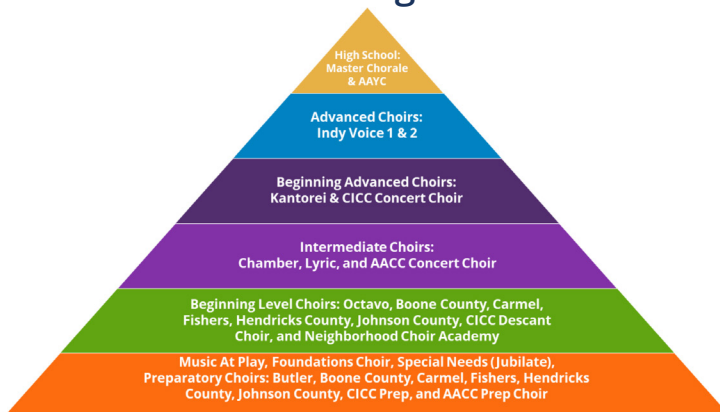 High School:
Master Chorale
& AAYC
Advanced Choirs:
Indy Voice 1 & 2
Beginning Advanced Choirs:
Kantorei & CICC Concert Choir
Intermediate Choirs:
Chamber, Lyric, and AACC Concert Choir
Beginning Level Choirs: Octavo, Boone County, Carmel,
Fishers, Hendricks County, Johnson County, CICC Descant
Choir, and Neighborhood Choir Academy
Music At Play, Foundations Choir, Special Needs (Jubilate),
Preparatory Choirs: Butler, Boone County, Carmel, Fishers, Hendricks
County, Johnson County, CICC Prep, and AACC Prep Choir